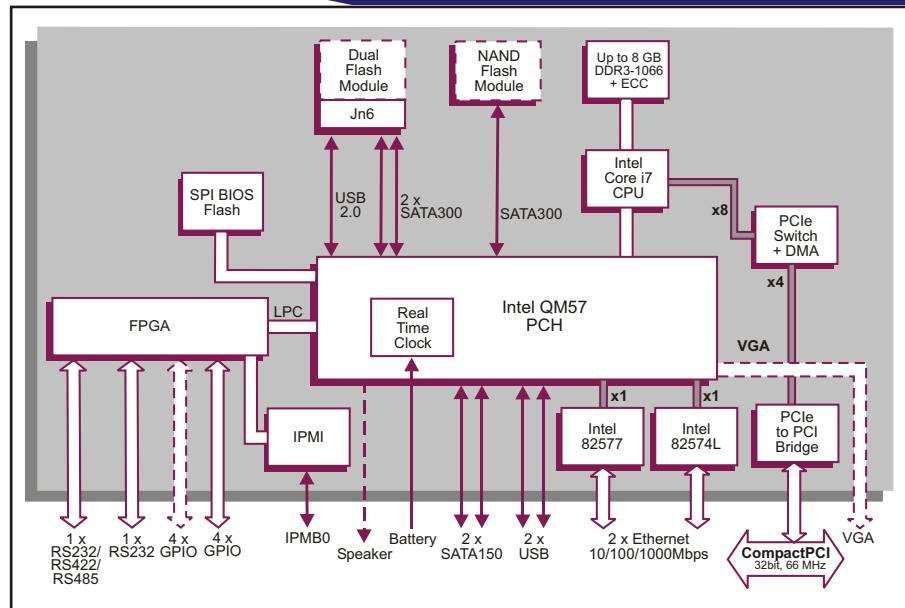 Dual
Flash
Module
Jn6
NAND
Flash
Module
Up to 8 GB
DDR3-1066
+ ECC
SPI BIOS
Flash
USB
2.0
2 x
SATA300
SATA300
Intel
Core i7
CPU
x8
PCIe
Switch
+ DMA
x4
FPGA
LPC
Real
Time
Clock
Intel QM57
PCH
VGA
x1
x1
IPMI
Intel
82577
Intel
82574L
PCIe
to PCI
Bridge
1 x
RS232/
RS422/
RS485
1 x
RS232
4 x
GPIO
4 x
GPIO
IPMB0
Speaker
Battery
2 x
SATA150
2 x
USB
2 x Ethernet
10/100/1000Mbps
CompactPCI
32bit, 66 MHz
VGA